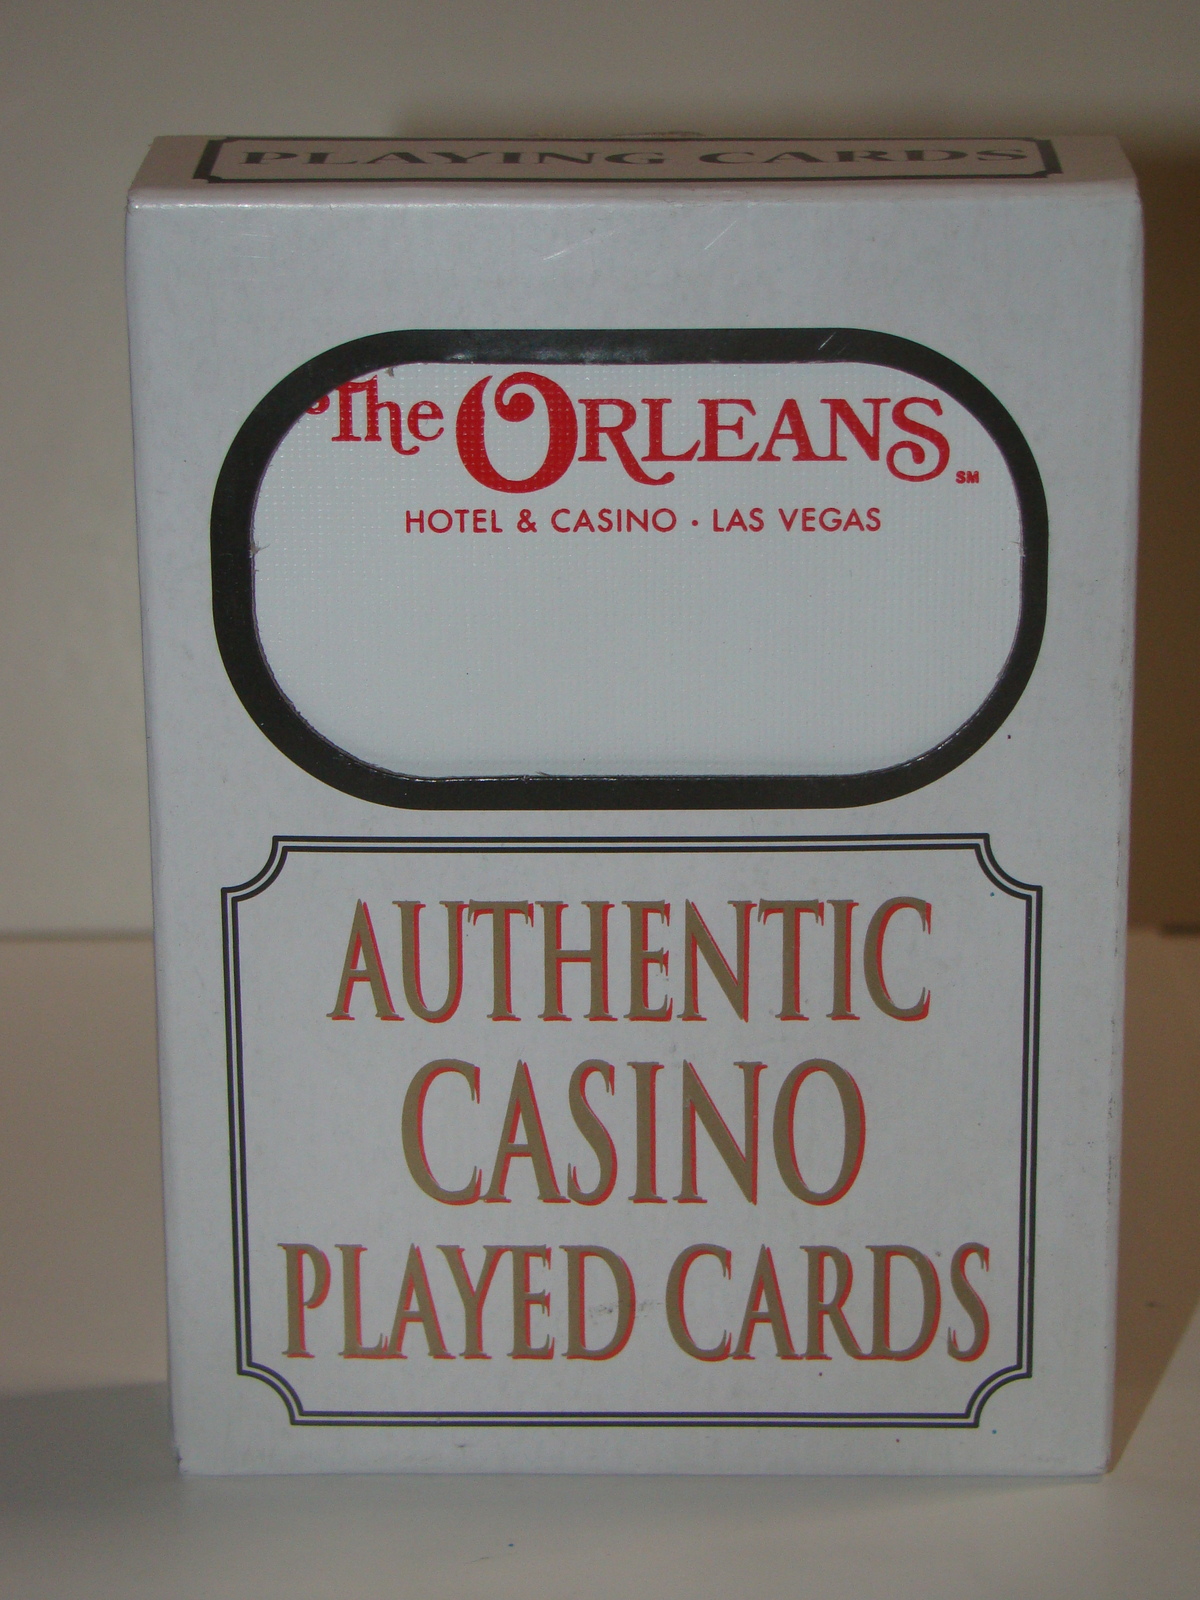 PLAYING CARDS
The ORLEANS SM
HOTEL & CASINO · LAS VEGAS
AUTHENTIC
CASINO
PLAYED CARDS